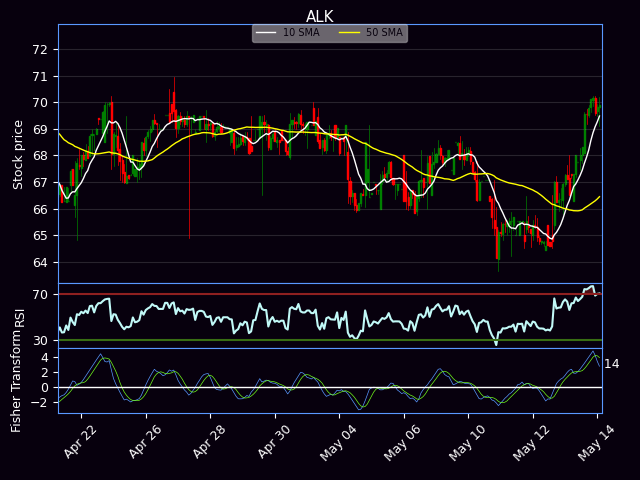 ALK
10 SMA 50 SMA
72
71
70
69
68
67
66
65
64
Stock price
70
30
RSI
4
2
0
−2
Fisher Transform
14
Apr 22 Apr 26 Apr 28 Apr 30 May 04 May 06 May 10 May 12 May 14